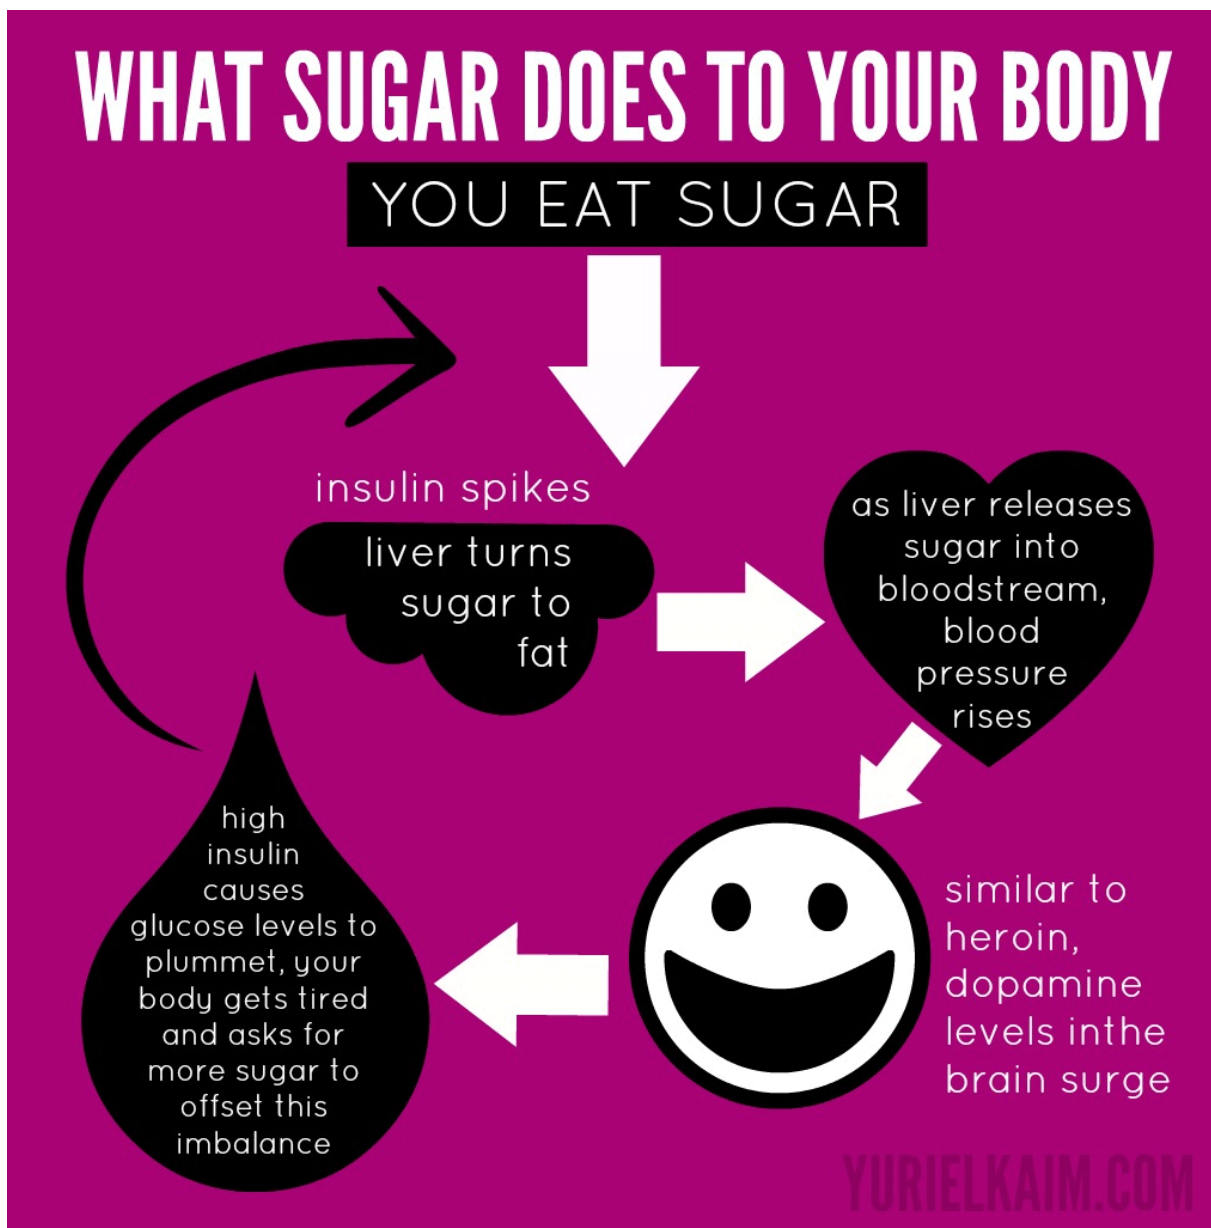 WHAT SUGAR DOES TO YOUR BODY
YOU EAT SUGAR
insulin spikes
liver turns
sugar to
fat
as liver releases
sugar into
bloodstream,
blood
pressure
rises
similar to
heroin,
dopamine
levels inthe
brain surge
high
insulin
causes
glucose levels to
plummet, your
body gets tired
and asks for
more sugar to
offset this
imbalance
YURIELKAIM.COM